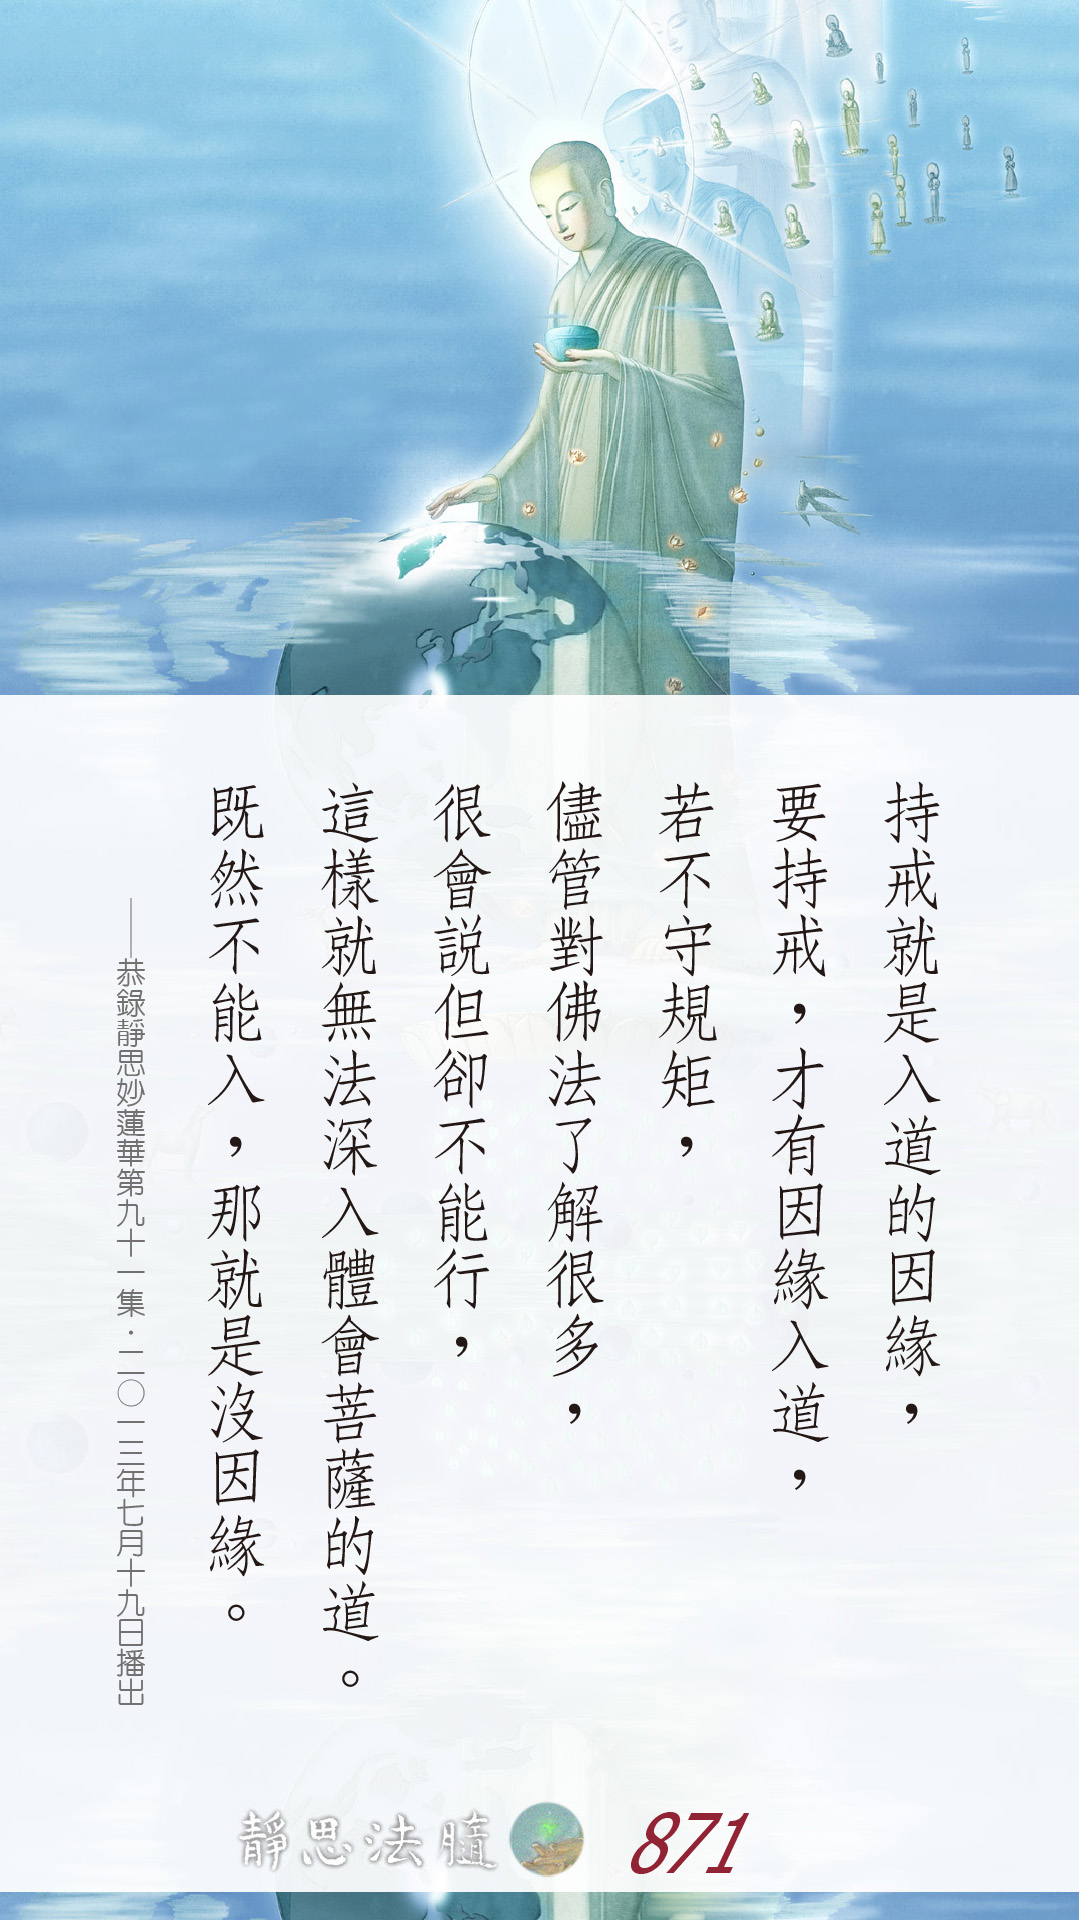 持戒就是入道的因緣，
要持戒，才有因緣入道，
若不守規矩，
儘管對佛法了解很多，
很會説但卻不能行，
這樣就無法深入體會菩薩的道。
既然不能入，那就是沒因緣。
——恭錄靜思妙蓮華第九十一集．二〇一三年七月十九日播出
靜思法髓 871